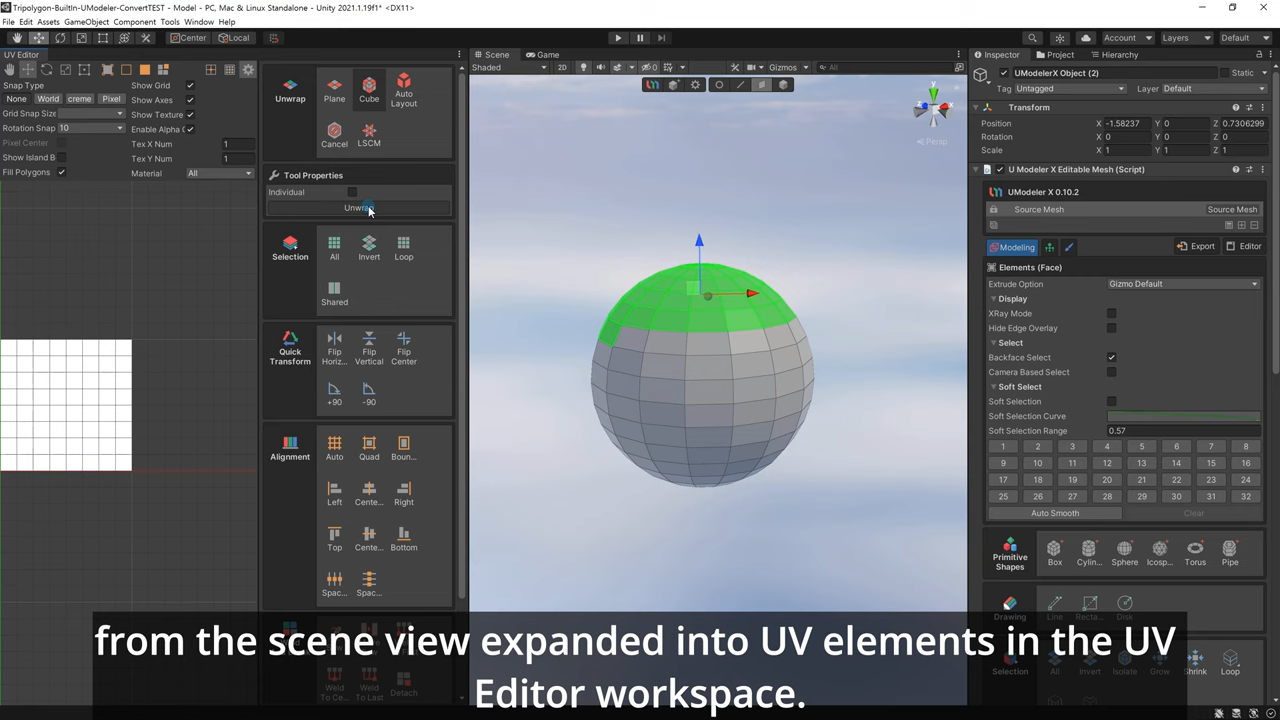 Tripolygon-BuiltIn-UModeler-ConvertTEST - Model - PC, Mac & Linux Standalone - Unity 2021.1.19f1* <DX11>
File Edit Assets GameObject Component Tools Window Help
Center Local
Account Layers Default
UV Editor
Scene Game
Inspector Project Hierarchy
Shaded 2D Gizmos All
Snap Type
None World creme Pixel
Grid Snap Size
Rotation Snap 10
Pixel Center
Show Island B
Fill Polygons
Show Grid
Show Axes
Show Texture
Enable Alpha C
Tex X Num 1
Tex Y Num 1
Material All
Unwrap Plane Cube Auto Layout
Cancel LSCM
Tool Properties
Individual
Unwrap
Selection All Invert Loop
Shared
Quick Transform Flip Horiz... Flip Vertical Flip Center
+90 -90
Alignment Auto Quad Boun...
Left Cente... Right
Top Cente... Bottom
Spac... Spac...
Weld To Ce... Weld To Last Detach
y
x
Persp
UModelerX Object (2) Static
Tag Untagged Layer Default
Transform
Position X -1.58237 Y 0 Z 0.7306299
Rotation X 0 Y 0 Z 0
Scale X 1 Y 1 Z 1
U Modeler X Editable Mesh (Script)
UModeler X 0.10.2
Source Mesh Source Mesh
Modeling Export Editor
Elements (Face)
Extrude Option Gizmo Default
Display
XRay Mode
Hide Edge Overlay
Select
Backface Select
Camera Based Select
Soft Select
Soft Selection
Soft Selection Curve
Soft Selection Range 0.57
1 2 3 4 5 6 7 8
9 10 11 12 13 14 15 16
17 18 19 20 21 22 23 24
25 26 27 28 29 30 31 32
Auto Smooth Clear
Primitive Shapes Box Cylin... Sphere Icosp... Torus Pipe
Drawing Line Recta... Disk
Selection All Invert Isolate Grow Shrink Loop
from the scene view expanded into UV elements in the UV
Editor workspace.